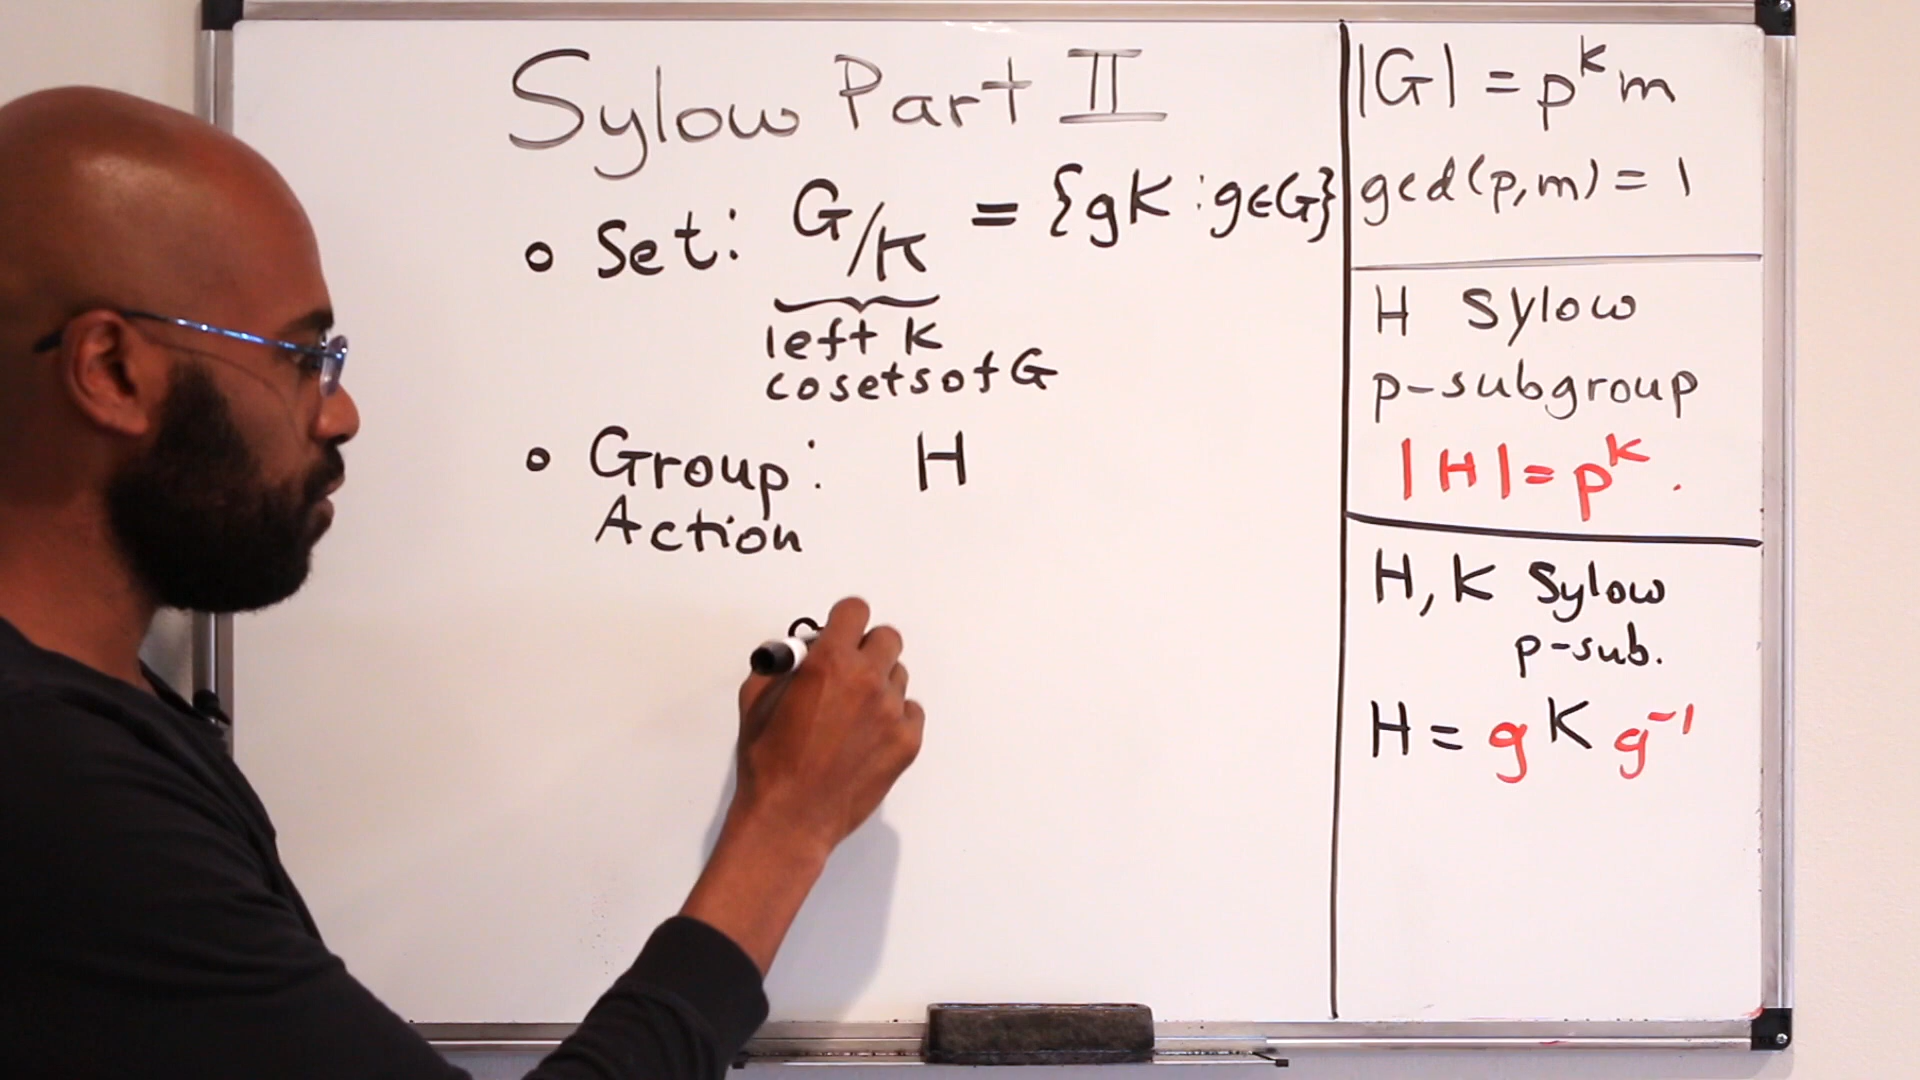 Sylow Part II
• Set: G/K = {gK : g∈G}
left K
cosets of G
• Group: H
Action
|G| = p^k m
gcd(p,m) = 1
H Sylow
p-subgroup
|H| = p^k.
H, K Sylow
p-sub.
H = g K g^-1